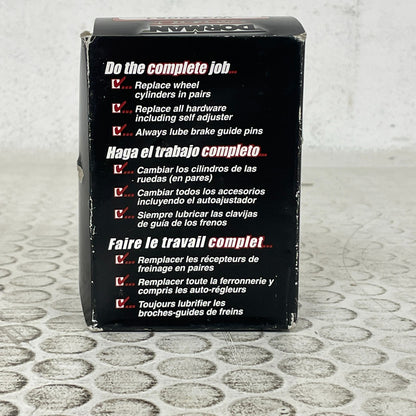 DORMAN
Do the complete job...
Replace wheel
cylinders in pairs
Replace all hardware
including self adjuster
Always lube brake guide pins
Haga el trabajo completo...
Cambiar los cilindros de las
ruedas (en pares)
Cambiar todos los accesorios
incluyendo el autoajustador
Siempre lubricar las clavijas
de guía de los frenos
Faire le travail complet...
Remplacer les récepteurs de
freinage en paires
Remplacer toute la ferronnerie y
compris les auto-régleurs
Toujours lubrifier les
broches-guides de freins